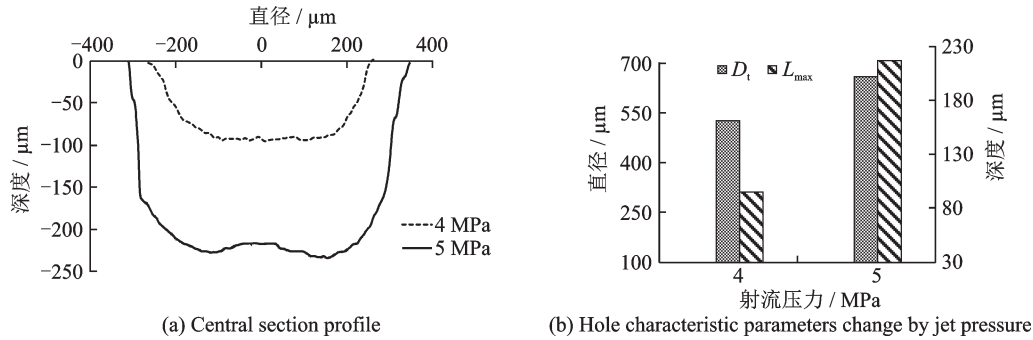 直径 / μm
−400 −200 0 200 400
0
−50
−100
−150
−200
−250
深度 / μm
4 MPa
5 MPa
(a) Central section profile
700
550
400
250
100
直径 / μm
Dt Lmax
230
180
130
80
30
深度 / μm
4 5
射流压力 / MPa
(b) Hole characteristic parameters change by jet pressure